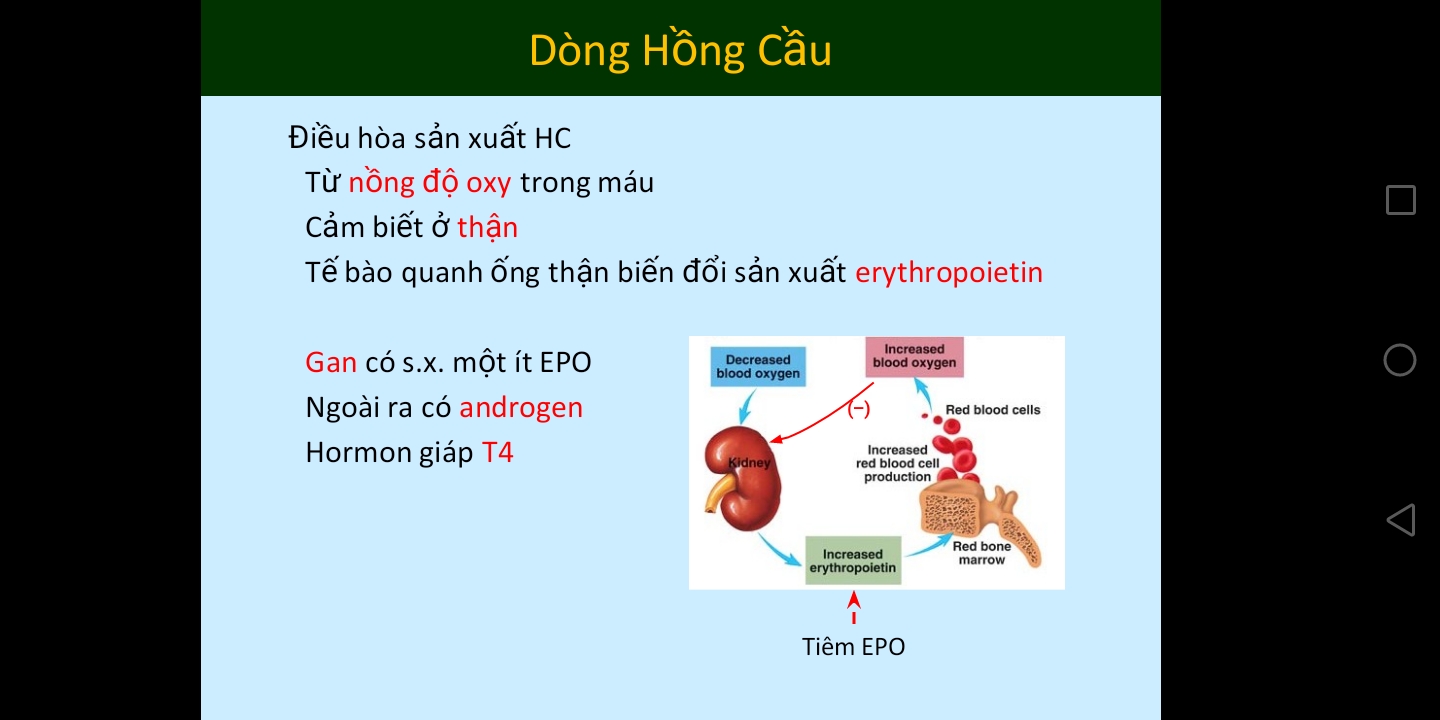 Dòng Hồng Cầu
Điều hòa sản xuất HC
Từ nồng độ oxy trong máu
Cảm biết ở thận
Tế bào quanh ống thận biến đổi sản xuất erythropoietin
Gan có s.x. một ít EPO
Ngoài ra có androgen
Hormon giáp T4
Decreased
blood oxygen
Increased
blood oxygen
(−)
Red blood cells
Kidney
Increased
red blood cell
production
Increased
erythropoietin
Red bone
marrow
Tiêm EPO